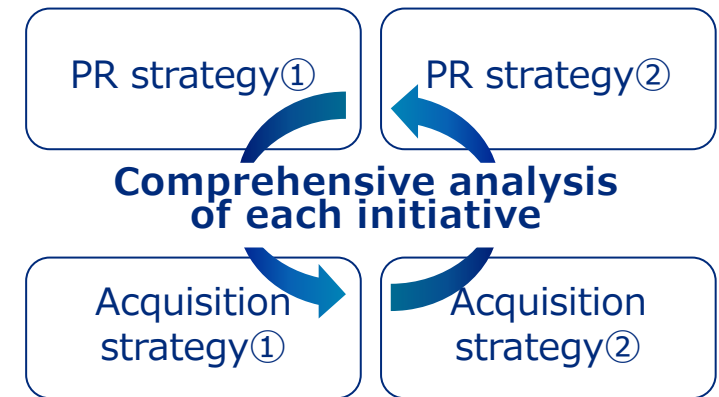 PR strategy①
PR strategy②
Comprehensive analysis
of each initiative
Acquisition
strategy①
Acquisition
strategy②